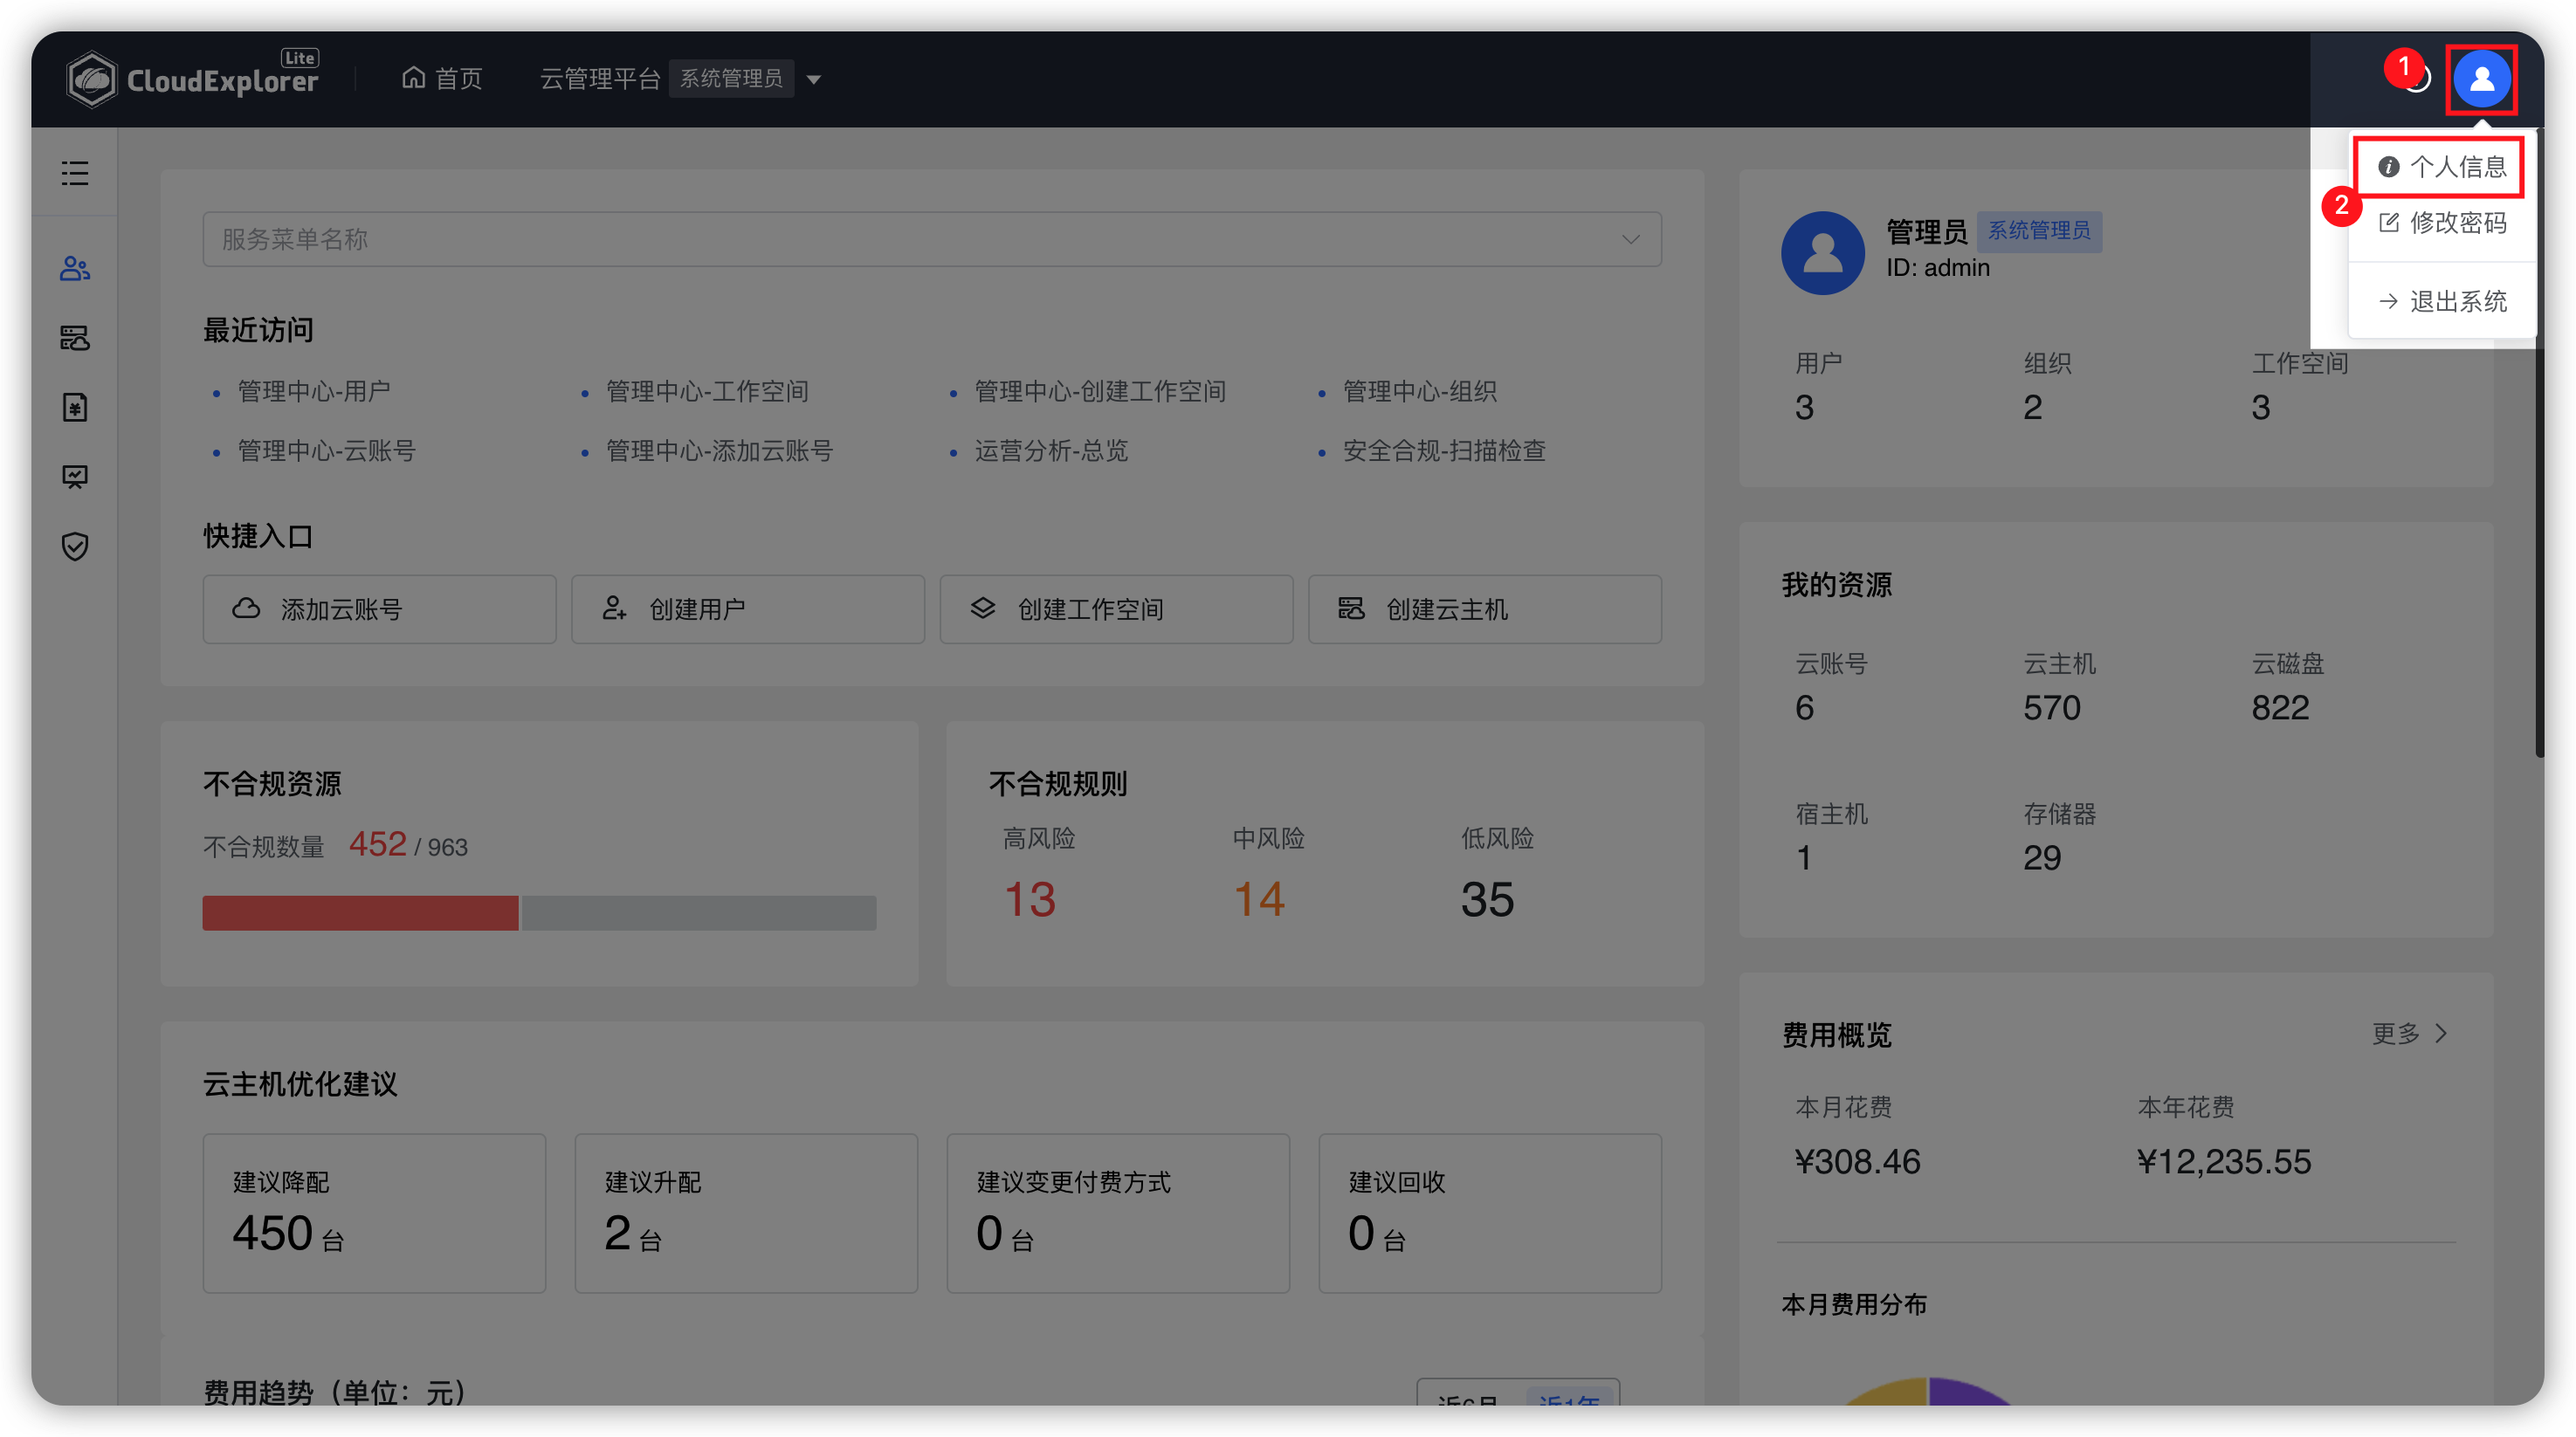 CloudExplorer Lite
首页
云管理平台 系统管理员
1
个人信息
2
修改密码
退出系统
服务菜单名称
最近访问
管理中心-用户
管理中心-工作空间
管理中心-创建工作空间
管理中心-组织
管理中心-云账号
管理中心-添加云账号
运营分析-总览
安全合规-扫描检查
快捷入口
添加云账号
创建用户
创建工作空间
创建云主机
管理员 系统管理员
ID: admin
用户 组织 工作空间
3 2 3
我的资源
云账号 云主机 云磁盘
6 570 822
宿主机 存储器
1 29
不合规资源
不合规数量 452 / 963
不合规规则
高风险 中风险 低风险
13 14 35
云主机优化建议
建议降配
450 台
建议升配
2 台
建议变更付费方式
0 台
建议回收
0 台
费用概览 更多
本月花费 本年花费
¥308.46 ¥12,235.55
本月费用分布
费用趋势（单位：元）
近6月 近1年